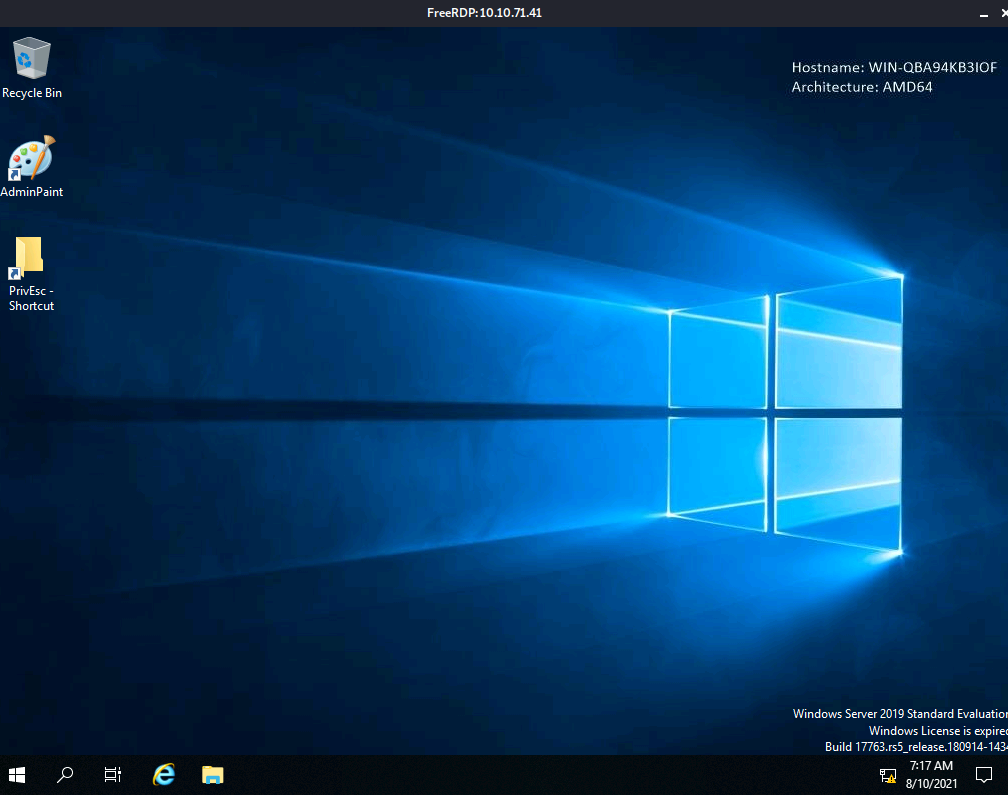 FreeRDP:10.10.71.41
Recycle Bin
Hostname: WIN-QBA94KB3IOF
Architecture: AMD64
AdminPaint
PrivEsc -
Shortcut
Windows Server 2019 Standard Evaluation
Windows License is expired
Build 17763.rs5_release.180914-1434
7:17 AM
8/10/2021